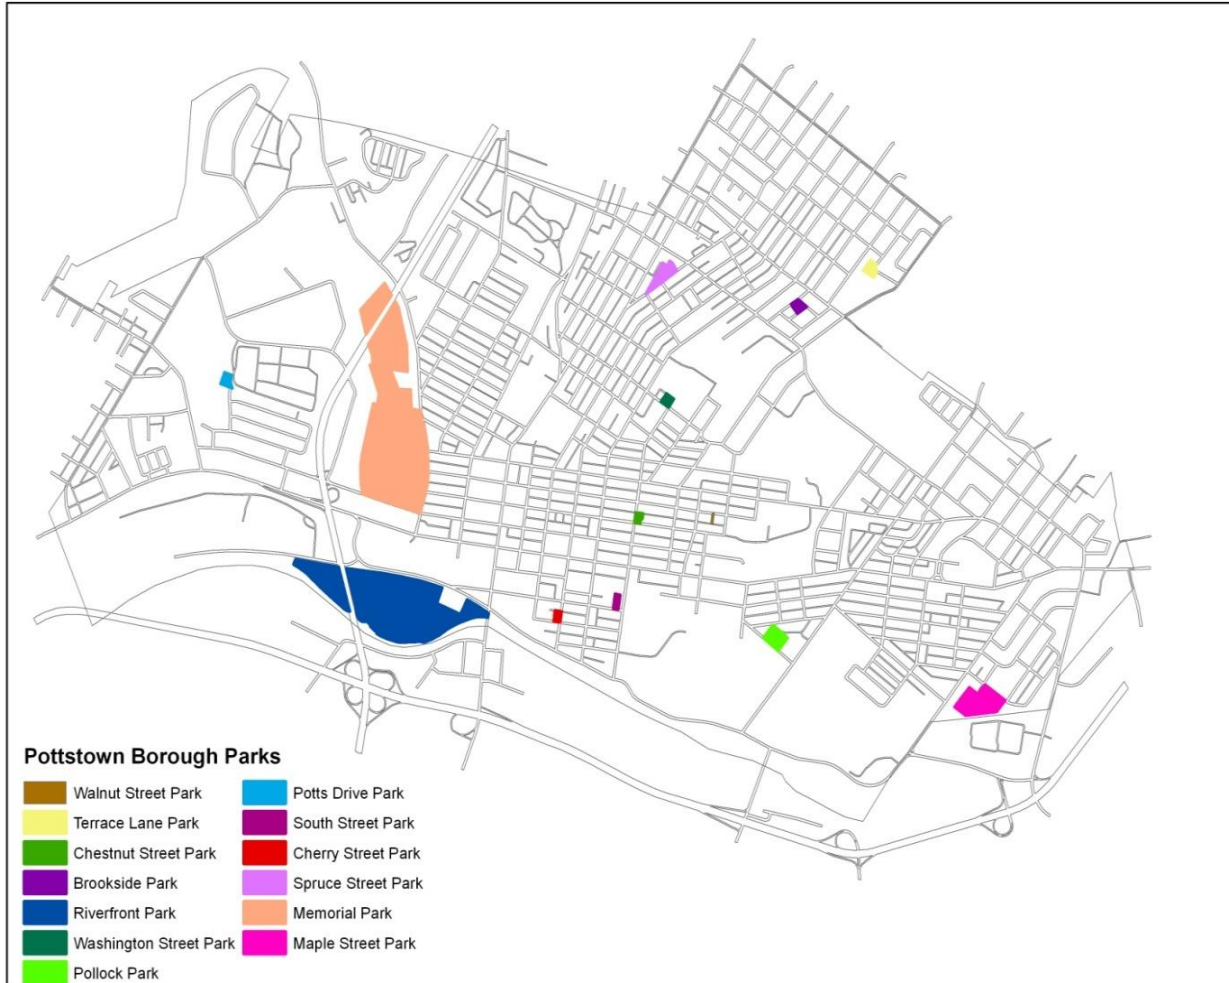 Pottstown Borough Parks
Walnut Street Park
Terrace Lane Park
Chestnut Street Park
Brookside Park
Riverfront Park
Washington Street Park
Pollock Park
Potts Drive Park
South Street Park
Cherry Street Park
Spruce Street Park
Memorial Park
Maple Street Park